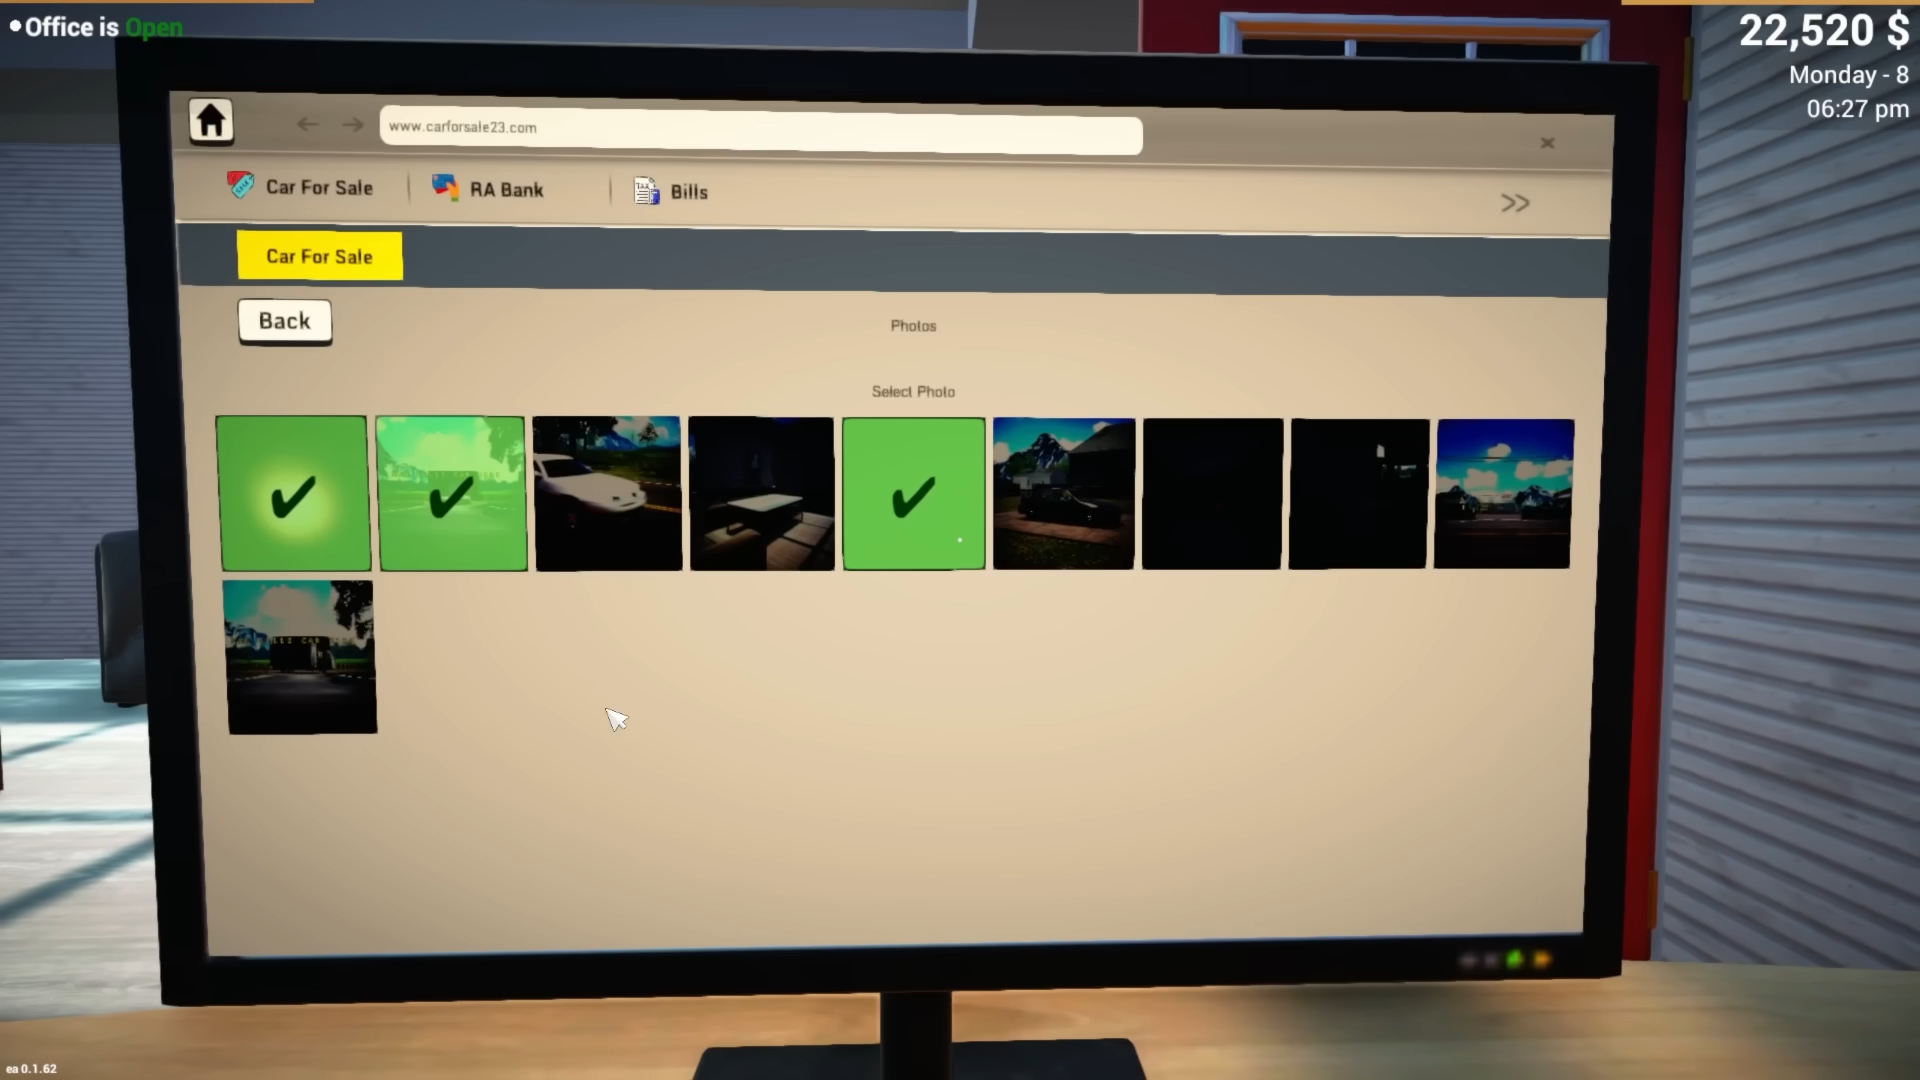 Office is Open
22,520 $
Monday - 8
06:27 pm
www.carforsale23.com
Car For Sale
RA Bank
Bills
Car For Sale
Back
Photos
Select Photo
ea 0.1.62